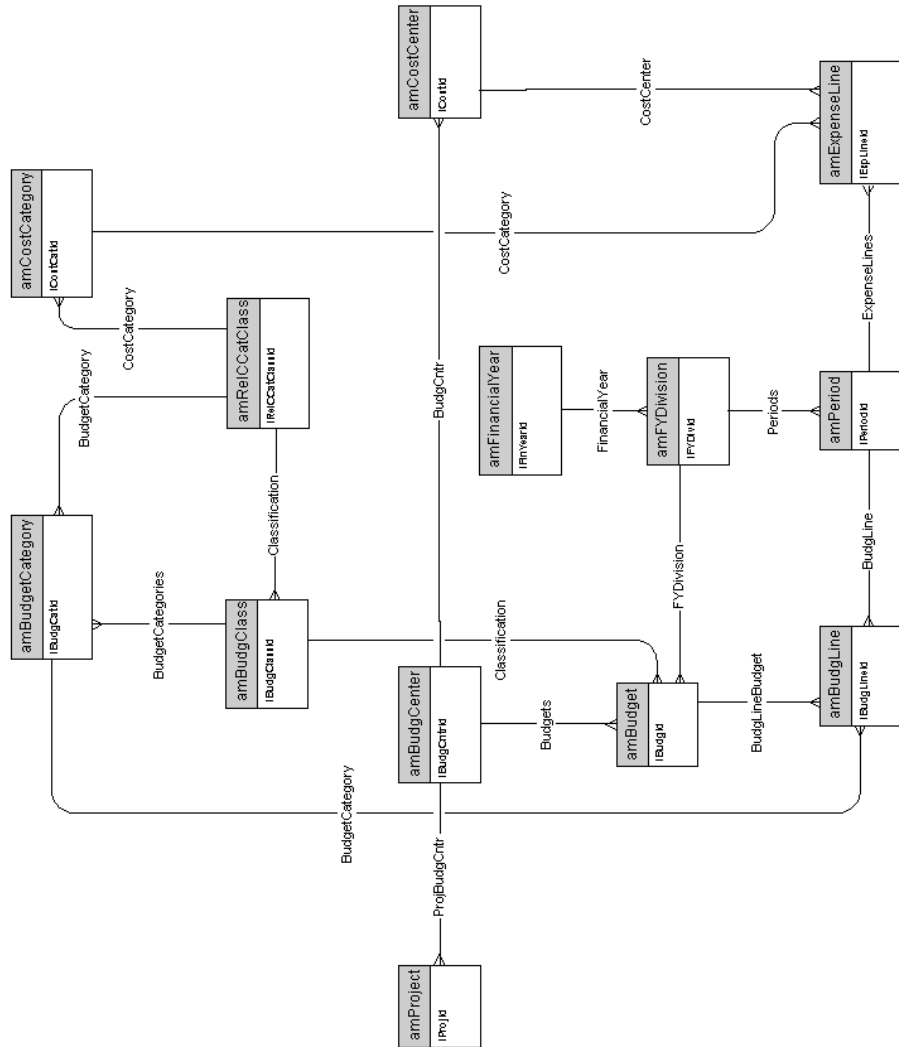 amBudgetCategory
amCostCategory
lBudgCatId
lCostCatId
BudgetCategory
CostCategory
BudgetCategories
amBudgClass
amRelCCatClass
lBudgClassId
lRelCCatClassId
Classification
BudgetCategory
amProject
amBudgCenter
amCostCenter
lProjId
lBudgCntrId
lCostId
ProjBudgCntr
BudgCntr
amFinancialYear
lFinYearId
Classification
CostCategory
Budgets
FinancialYear
amBudget
amFYDivision
lBudgId
lFYDivId
FYDivision
CostCenter
BudgLineBudget
Periods
amBudgLine
amPeriod
amExpenseLine
lBudgLineId
lPeriodId
lExpLineId
BudgLine
ExpenseLines